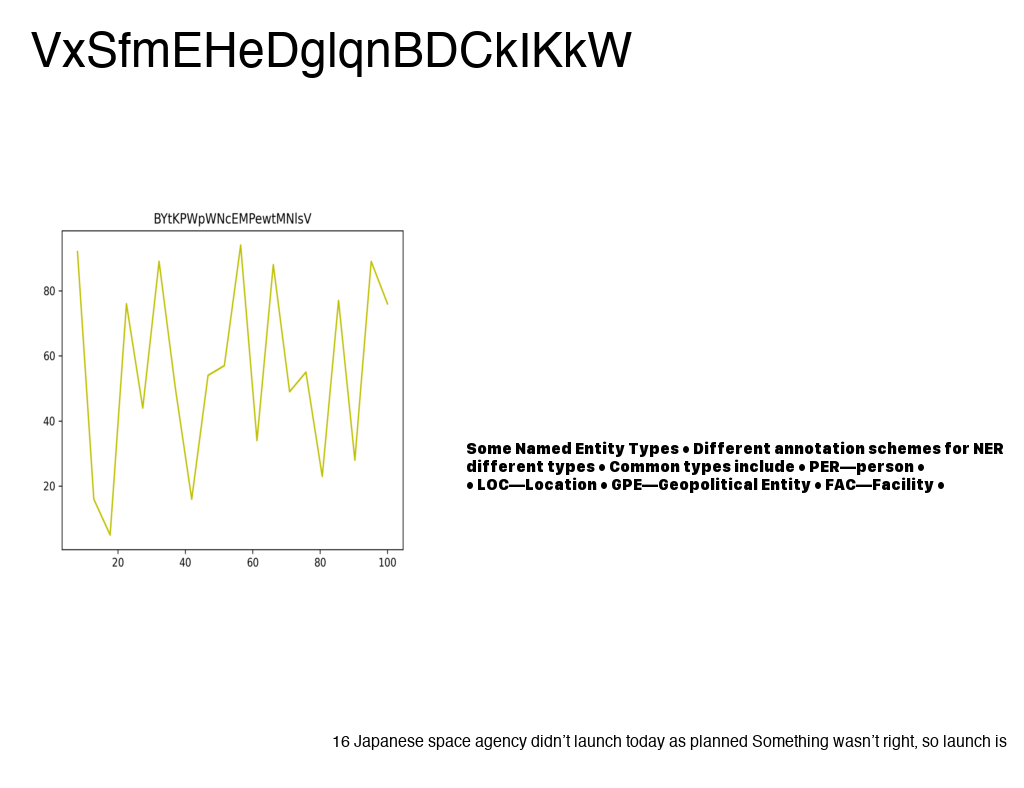 VxSfmEHeDglqnBDCkIKkW
BYtKPWpWNcEMPewtMNlsV
80
60
40
20
20 40 60 80 100
Some Named Entity Types • Different annotation schemes for NER
different types • Common types include • PER—person •
• LOC—Location • GPE—Geopolitical Entity • FAC—Facility •
16 Japanese space agency didn’t launch today as planned Something wasn’t right, so launch is